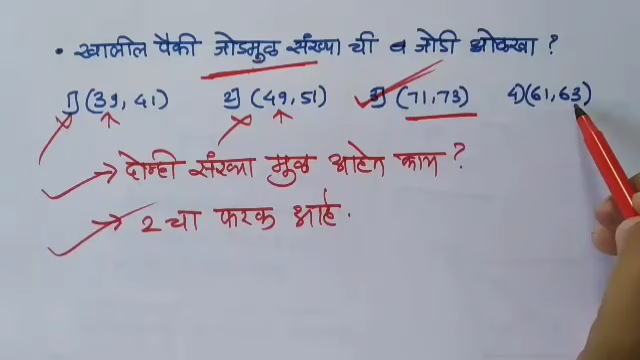 • खालील पैकी जोडमुळ संख्या ची व जोडी ओळखा ?
1) (39, 41) 2) (49, 51) 3) (71, 73) 4) (61, 63)
→ दोन्ही संख्या मुळ आहेत काय ?
→ 2 चा फरक आहे.